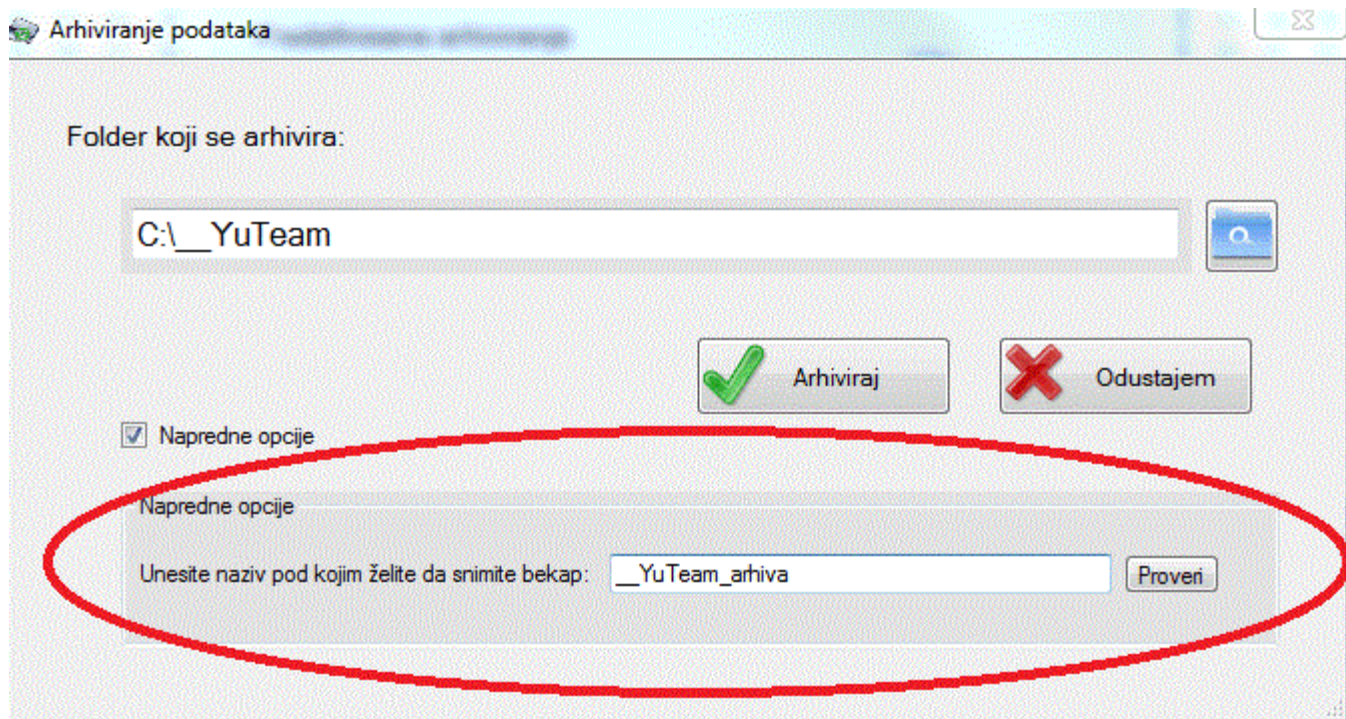 Arhiviranje podataka
Folder koji se arhivira:
C:\__YuTeam
Arhiviraj
Odustajem
Napredne opcije
Napredne opcije
Unesite naziv pod kojim želite da snimite bekap:
__YuTeam_arhiva
Proveri